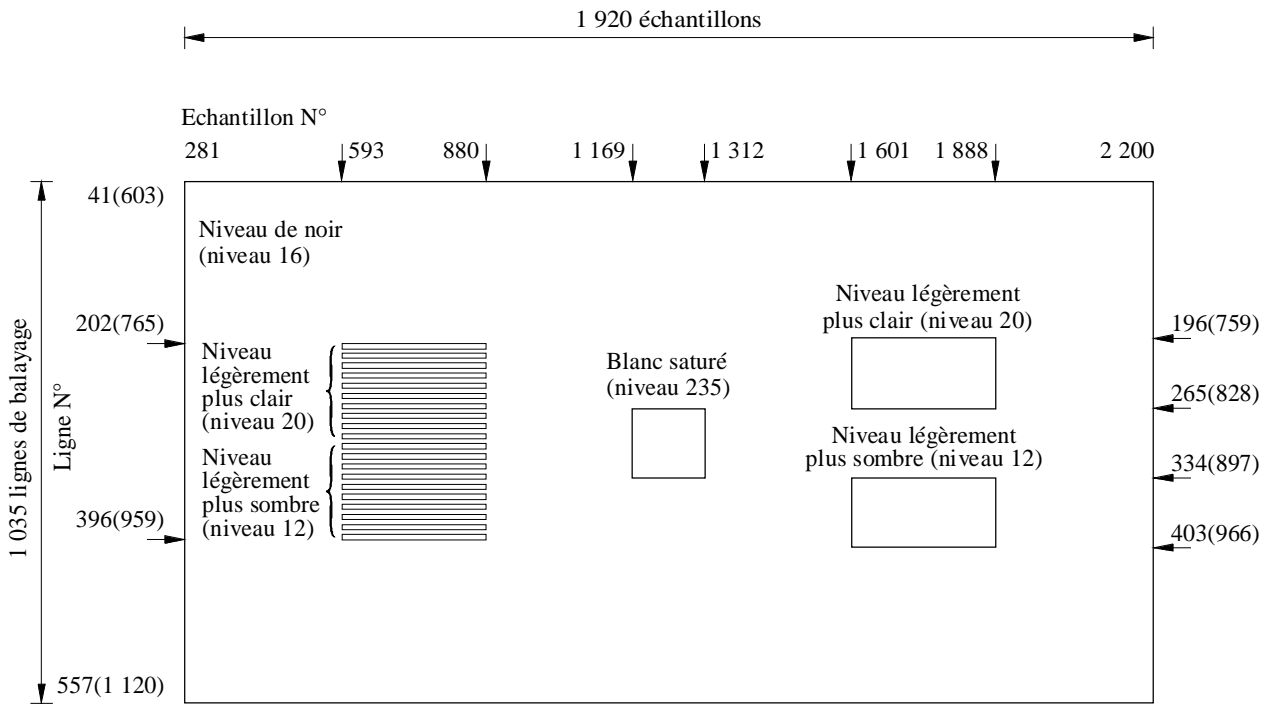 1 920 échantillons
Echantillon N°
281 593 880 1 169 1 312 1 601 1 888 2 200
41(603)
Niveau de noir
(niveau 16)
202(765)
Niveau
légèrement
plus clair
(niveau 20)
Niveau
légèrement
plus sombre
(niveau 12)
396(959)
557(1 120)
1 035 lignes de balayage
Ligne N°
Blanc saturé
(niveau 235)
Niveau légèrement
plus clair (niveau 20)
Niveau légèrement
plus sombre (niveau 12)
196(759)
265(828)
334(897)
403(966)